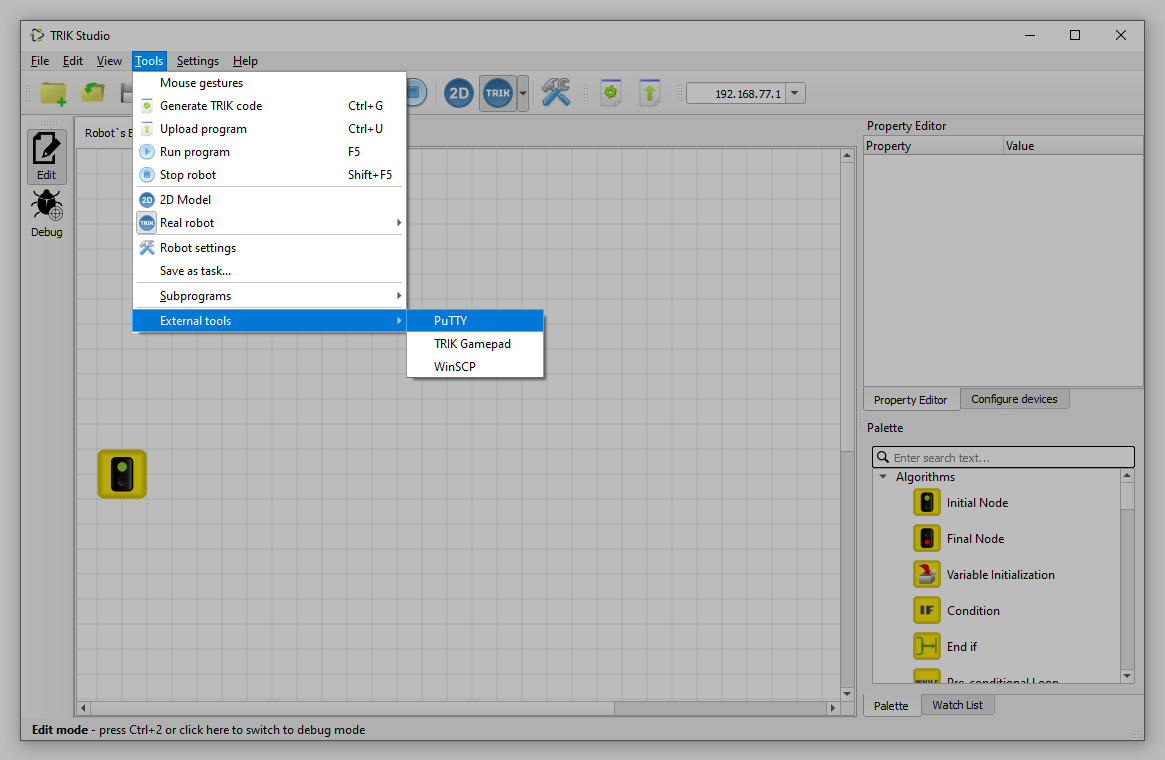 TRIK Studio
File Edit View Tools Settings Help
Mouse gestures
Generate TRIK code Ctrl+G
Upload program Ctrl+U
Run program F5
Stop robot Shift+F5
2D 2D Model
TRIK Real robot
Robot settings
Save as task...
Subprograms
External tools
PuTTY
TRIK Gamepad
WinSCP
2D
TRIK
192.168.77.1
Edit
Debug
Robot`s
Property Editor
Property Value
Property Editor Configure devices
Palette
Enter search text...
Algorithms
Initial Node
Final Node
Variable Initialization
IF Condition
End if
WHILE Pre-conditional Loop
Palette Watch List
Edit mode - press Ctrl+2 or click here to switch to debug mode